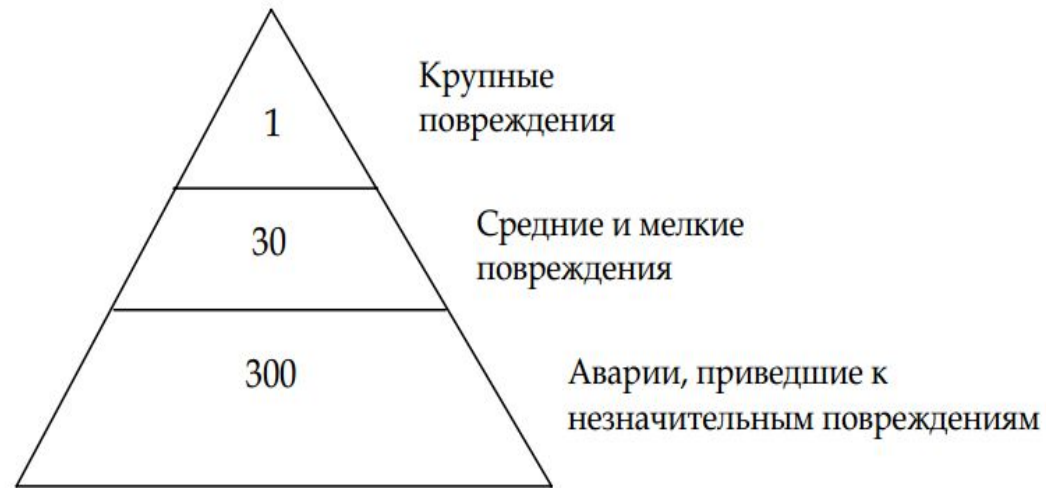 1
Крупные
повреждения
30
Средние и мелкие
повреждения
300
Аварии, приведшие к
незначительным повреждениям